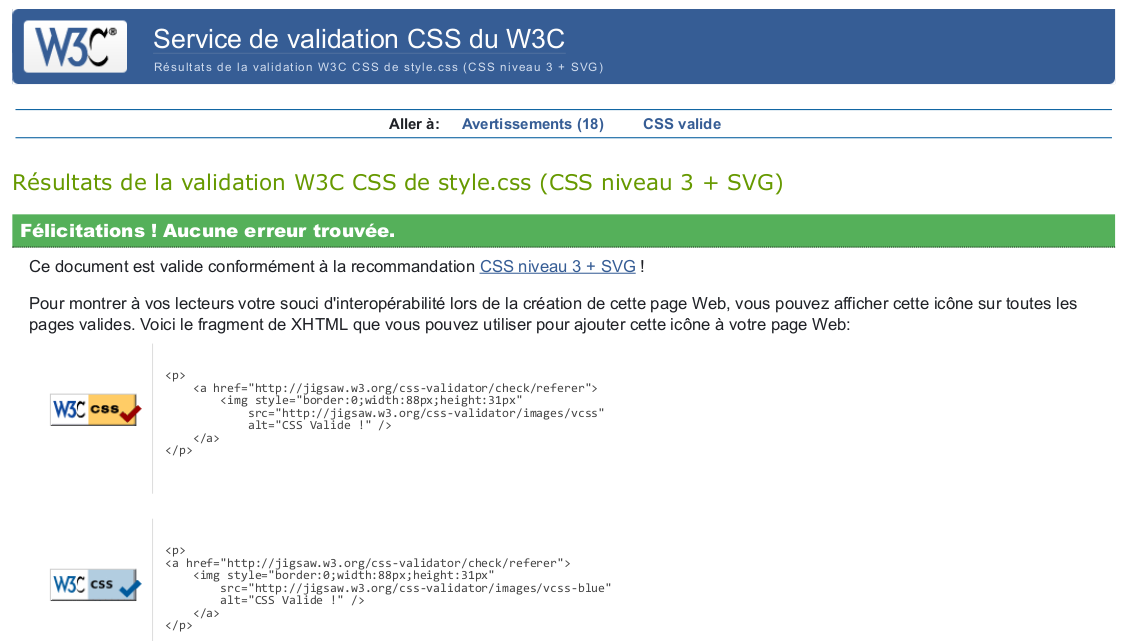 W3C®
Service de validation CSS du W3C
Résultats de la validation W3C CSS de style.css (CSS niveau 3 + SVG)
Aller à: Avertissements (18) CSS valide
Résultats de la validation W3C CSS de style.css (CSS niveau 3 + SVG)
Félicitations ! Aucune erreur trouvée.
Ce document est valide conformément à la recommandation CSS niveau 3 + SVG !
Pour montrer à vos lecteurs votre souci d'interopérabilité lors de la création de cette page Web, vous pouvez afficher cette icône sur toutes les
pages valides. Voici le fragment de XHTML que vous pouvez utiliser pour ajouter cette icône à votre page Web:
W3C css
<p>
<a href="http://jigsaw.w3.org/css-validator/check/referer">
<img style="border:0;width:88px;height:31px"
src="http://jigsaw.w3.org/css-validator/images/vcss"
alt="CSS Valide !" />
</a>
</p>
W3C css
<p>
<a href="http://jigsaw.w3.org/css-validator/check/referer">
<img style="border:0;width:88px;height:31px"
src="http://jigsaw.w3.org/css-validator/images/vcss-blue"
alt="CSS Valide !" />
</a>
</p>